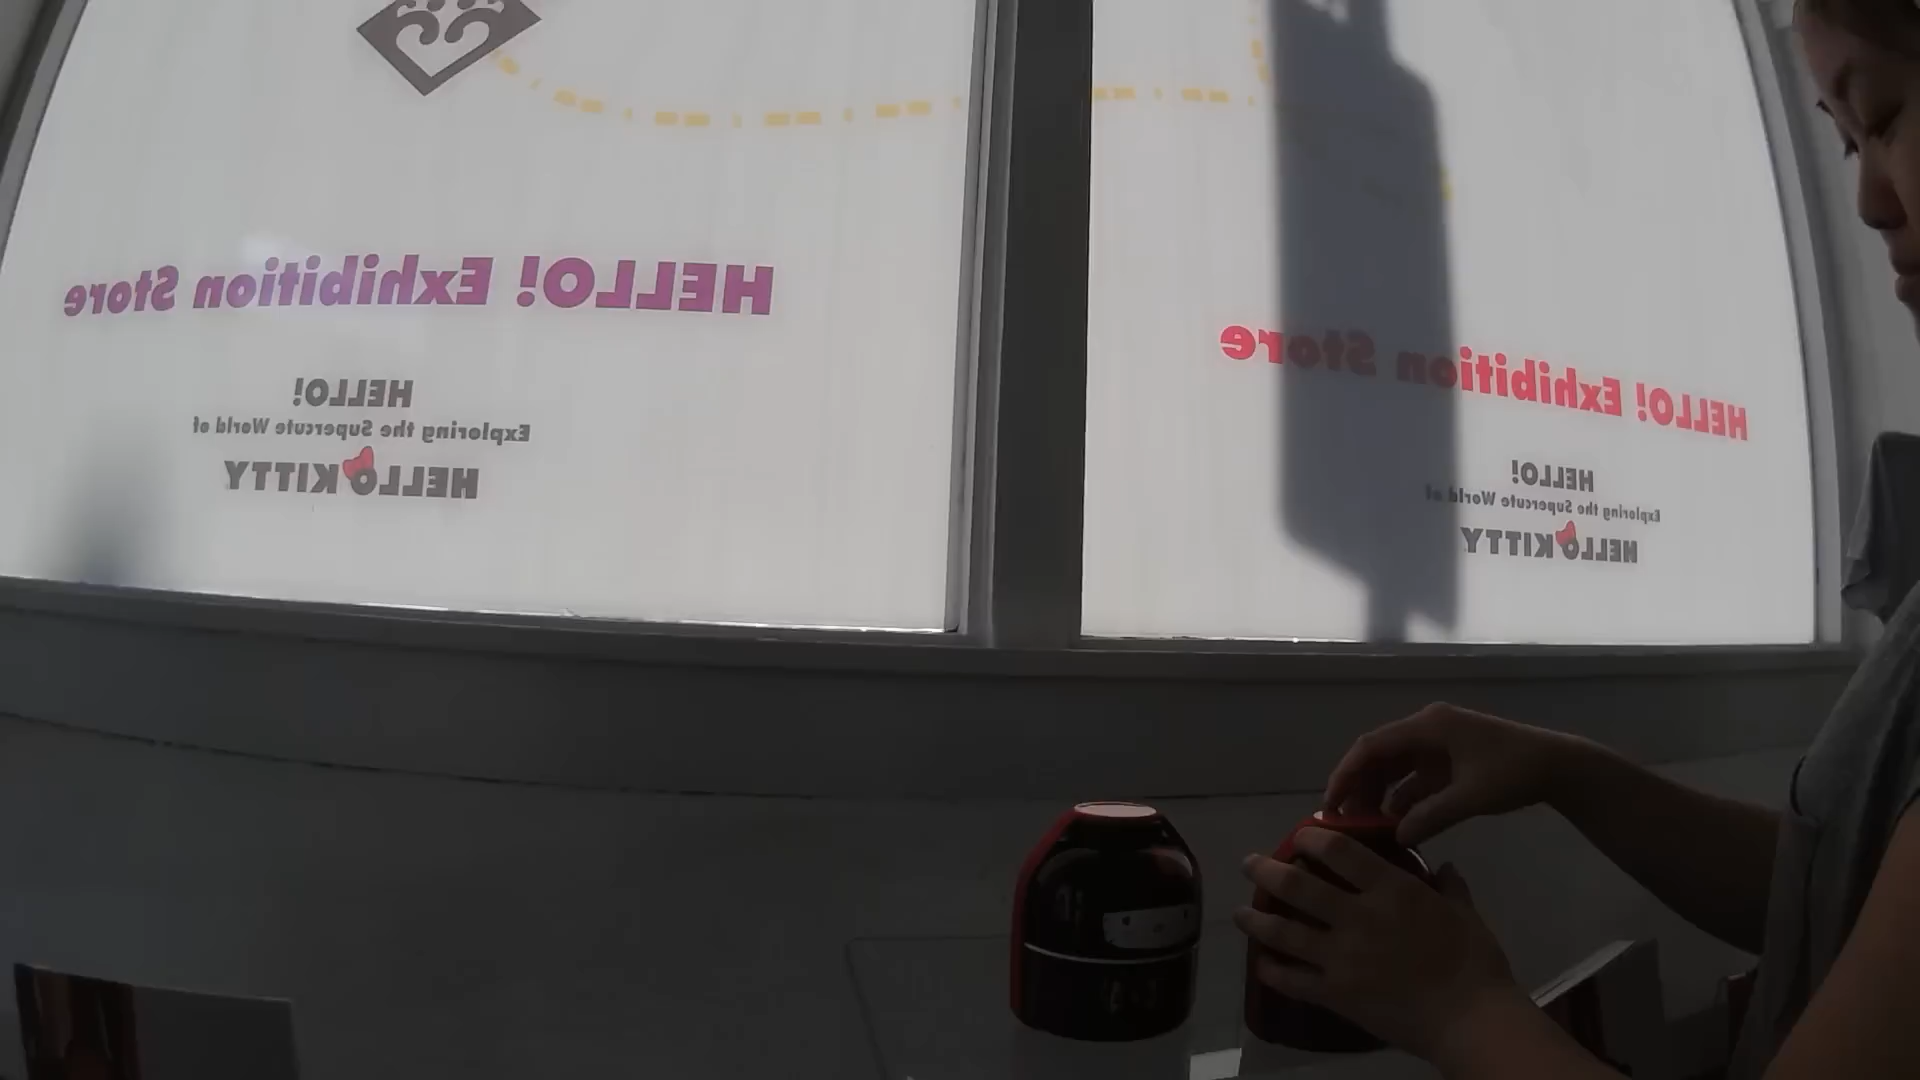 HELLO! Exhibition Store
HELLO!
Exploring the Supercute World of
HELLO KITTY
HELLO! Exhibition Store
HELLO!
Exploring the Supercute World of
HELLO KITTY